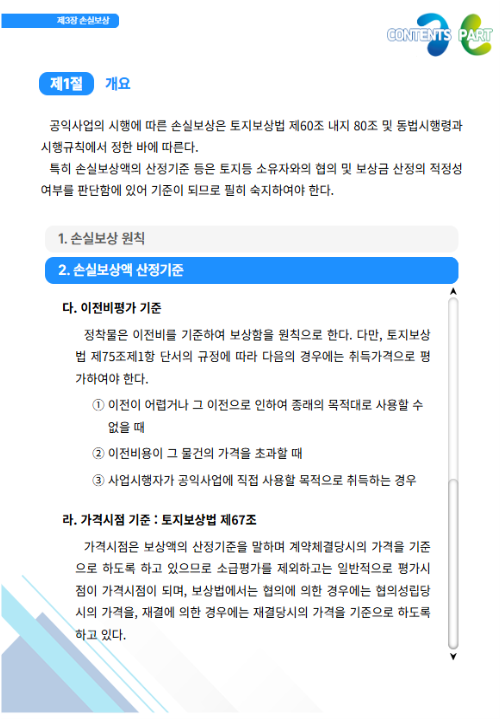 제3장 손실보상
CONTENTS PART
제1절 개요
공익사업의 시행에 따른 손실보상은 토지보상법 제60조 내지 80조 및 동법시행령과
시행규칙에서 정한 바에 따른다.
특히 손실보상액의 산정기준 등은 토지등 소유자와의 협의 및 보상금 산정의 적정성
여부를 판단함에 있어 기준이 되므로 필히 숙지하여야 한다.
1. 손실보상 원칙
2. 손실보상액 산정기준
다. 이전비평가 기준
정착물은 이전비를 기준하여 보상함을 원칙으로 한다. 다만, 토지보상
법 제75조제1항 단서의 규정에 따라 다음의 경우에는 취득가격으로 평
가하여야 한다.
① 이전이 어렵거나 그 이전으로 인하여 종래의 목적대로 사용할 수
없을 때
② 이전비용이 그 물건의 가격을 초과할 때
③ 사업시행자가 공익사업에 직접 사용할 목적으로 취득하는 경우
라. 가격시점 기준 : 토지보상법 제67조
가격시점은 보상액의 산정기준을 말하며 계약체결당시의 가격을 기준
으로 하도록 하고 있으므로 소급평가를 제외하고는 일반적으로 평가시
점이 가격시점이 되며, 보상법에서는 협의에 의한 경우에는 협의성립당
시의 가격을, 재결에 의한 경우에는 재결당시의 가격을 기준으로 하도록
하고 있다.